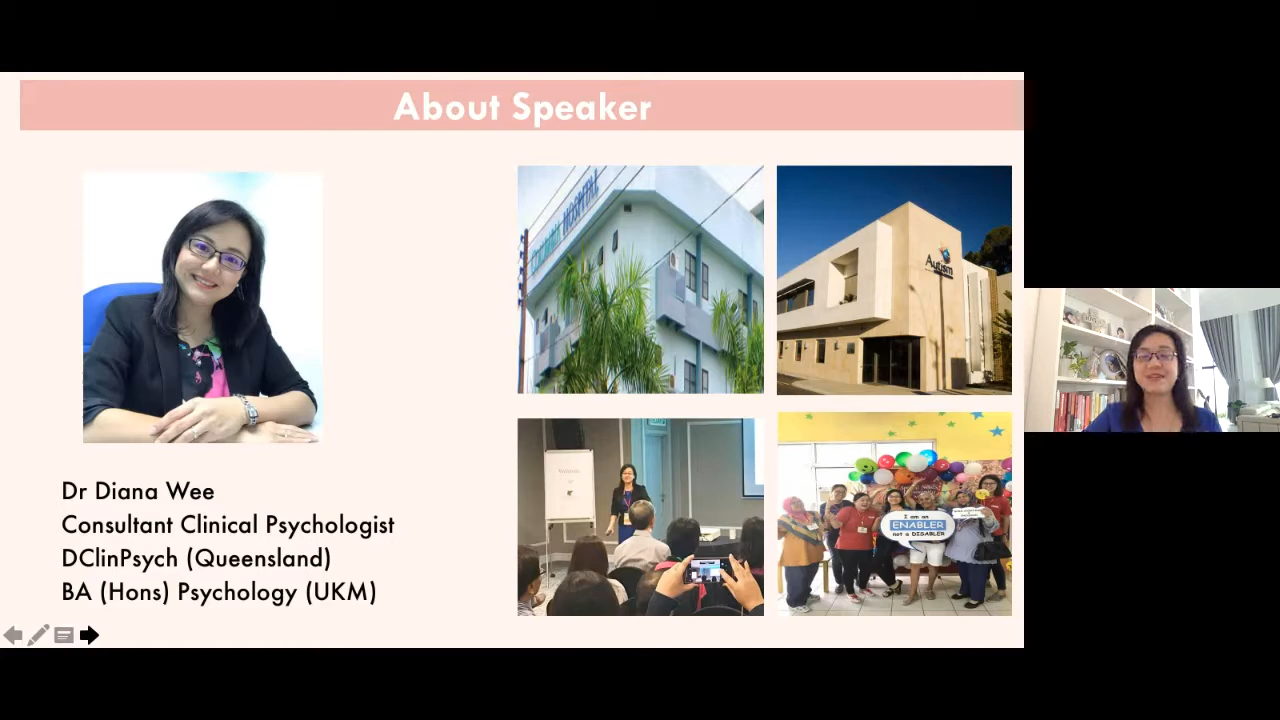 About Speaker
HOSPITAL
Autism
I am an
ENABLER
not a DISABLER
Dr Diana Wee
Consultant Clinical Psychologist
DClinPsych (Queensland)
BA (Hons) Psychology (UKM)